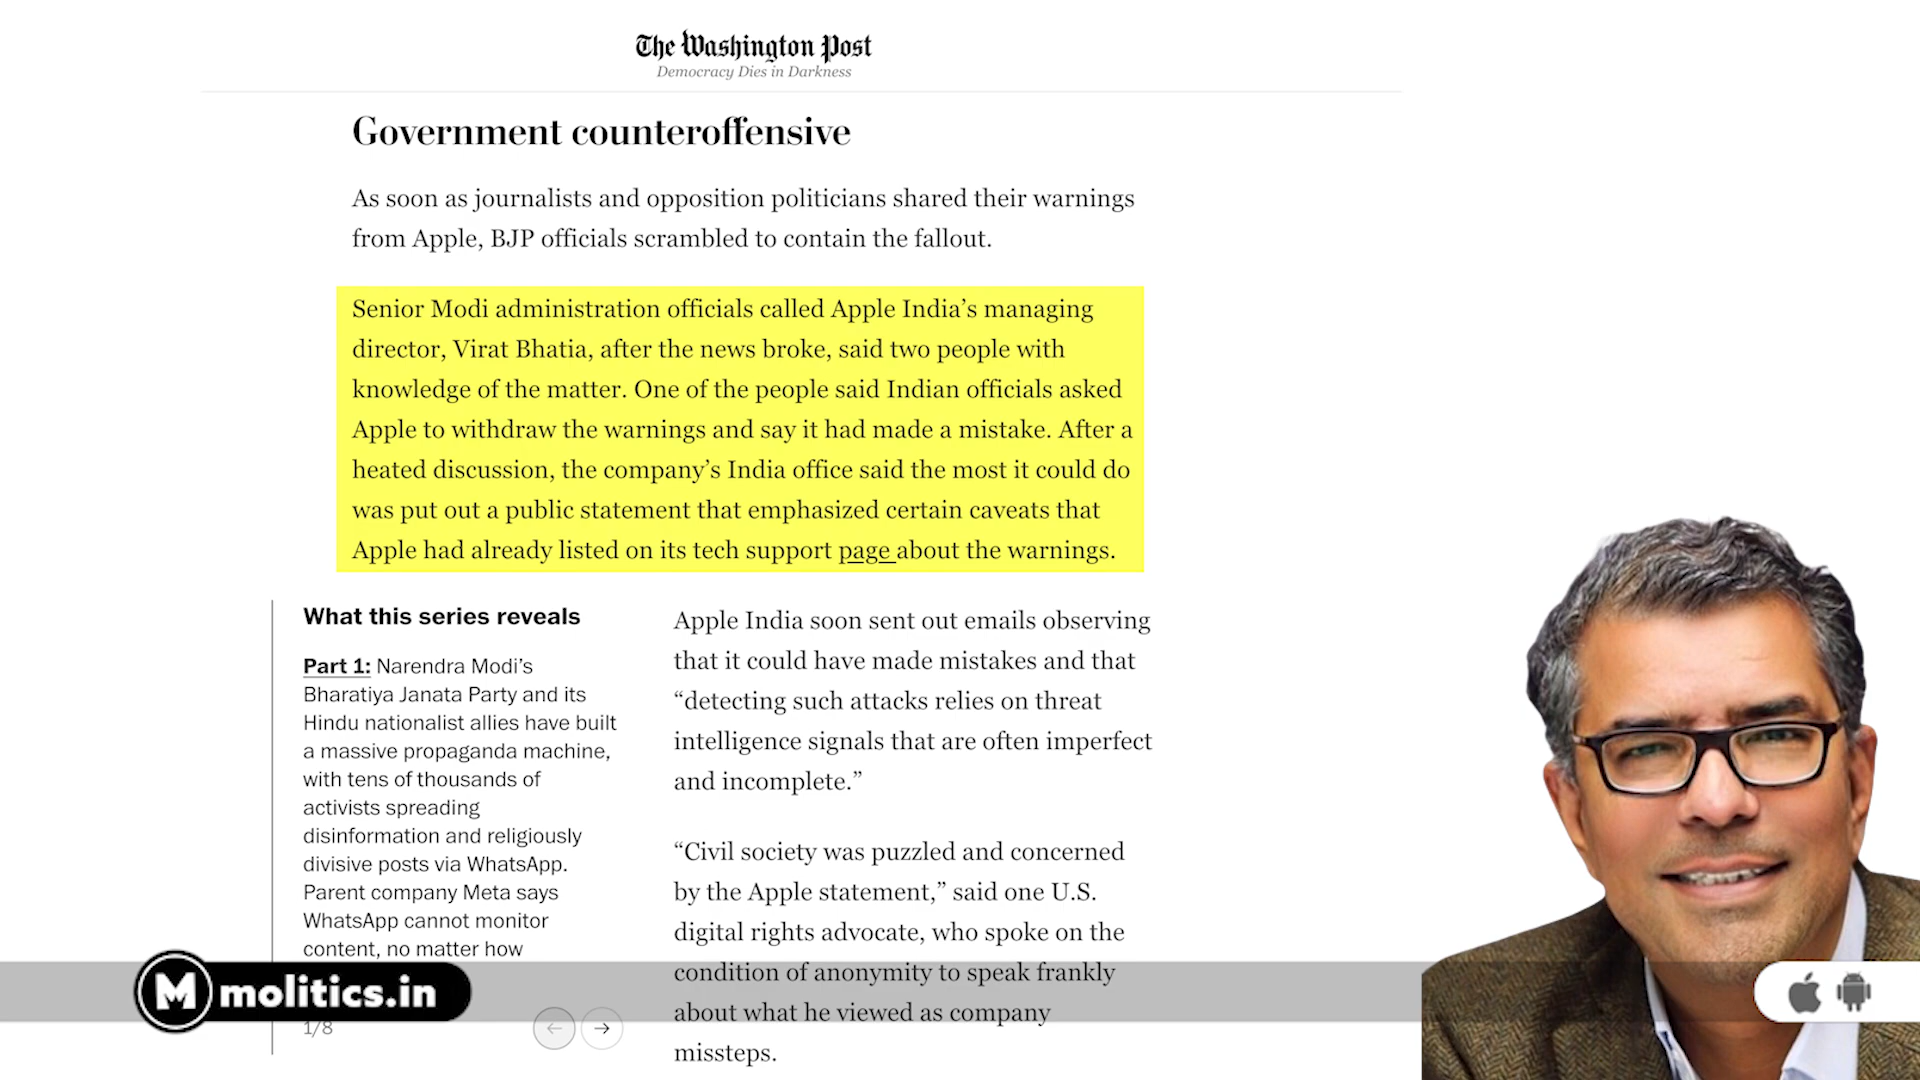 The Washington Post
Democracy Dies in Darkness
Government counteroffensive
As soon as journalists and opposition politicians shared their warnings
from Apple, BJP officials scrambled to contain the fallout.
Senior Modi administration officials called Apple India’s managing
director, Virat Bhatia, after the news broke, said two people with
knowledge of the matter. One of the people said Indian officials asked
Apple to withdraw the warnings and say it had made a mistake. After a
heated discussion, the company’s India office said the most it could do
was put out a public statement that emphasized certain caveats that
Apple had already listed on its tech support page about the warnings.
What this series reveals
Part 1: Narendra Modi’s
Bharatiya Janata Party and its
Hindu nationalist allies have built
a massive propaganda machine,
with tens of thousands of
activists spreading
disinformation and religiously
divisive posts via WhatsApp.
Parent company Meta says
WhatsApp cannot monitor
content, no matter how
1/8
Apple India soon sent out emails observing
that it could have made mistakes and that
“detecting such attacks relies on threat
intelligence signals that are often imperfect
and incomplete.”
“Civil society was puzzled and concerned
by the Apple statement,” said one U.S.
digital rights advocate, who spoke on the
condition of anonymity to speak frankly
about what he viewed as company
missteps.
M molitics.in